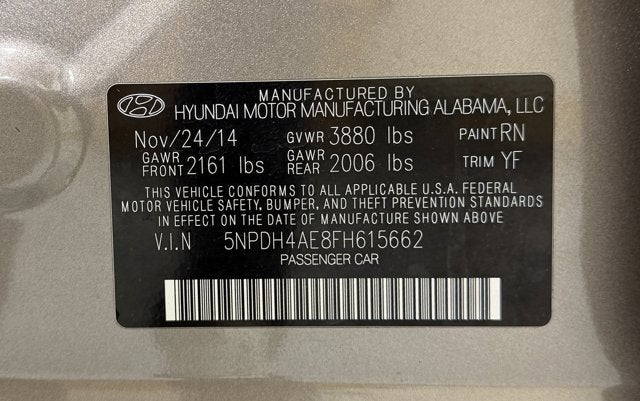 MANUFACTURED BY
HYUNDAI MOTOR MANUFACTURING ALABAMA, LLC
Nov/24/14 GVWR 3880 lbs PAINT RN
GAWR FRONT 2161 lbs GAWR REAR 2006 lbs TRIM YF
THIS VEHICLE CONFORMS TO ALL APPLICABLE U.S.A. FEDERAL
MOTOR VEHICLE SAFETY, BUMPER, AND THEFT PREVENTION STANDARDS
IN EFFECT ON THE DATE OF MANUFACTURE SHOWN ABOVE
V.I.N 5NPDH4AE8FH615662
PASSENGER CAR